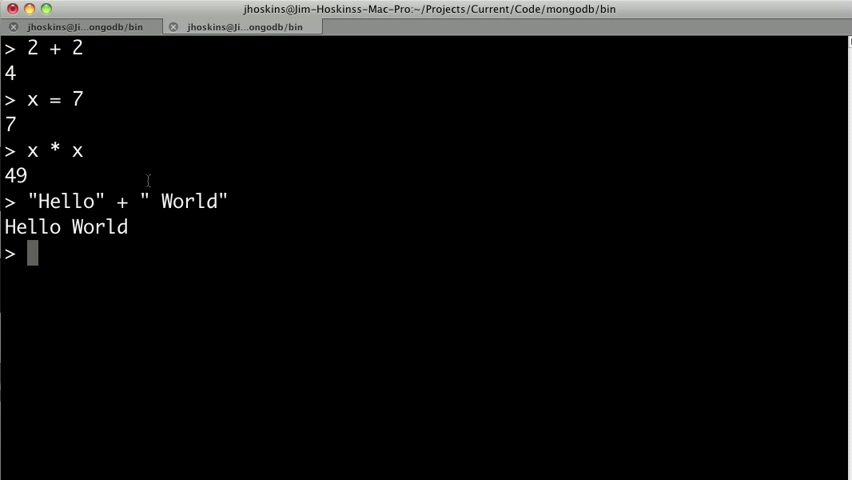 jhoskins@Jim-Hoskinss-Mac-Pro:~/Projects/Current/Code/mongodb/bin
jhoskins@Ji...ongodb/bin
jhoskins@Ji...ongodb/bin
> 2 + 2
4
> x = 7
7
> x * x
49
> "Hello" + " World"
Hello World
>